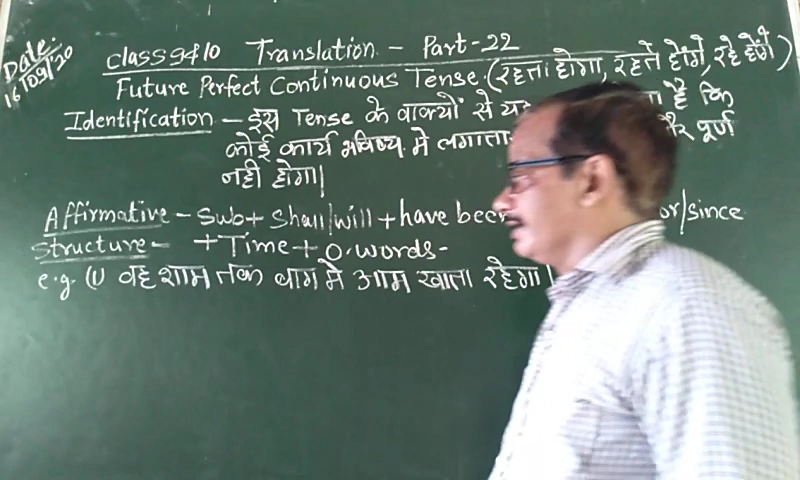 Date:
16/09/20
Class 9 & 10 Translation - Part-22
Future Perfect Continuous Tense. (रहता होगा, रहते होंगे, रहे होंगे)
Identification - इस Tense के वाक्यों से है कि
कोई कार्य भविष्य मे लगाता पूर्ण
नही होगा।
Affirmative - Sub + Shall/will + have been or/since
Structure - + Time + O. words -
e.g. (1) वह शाम तक बाग मे आम खाता रहेगा।